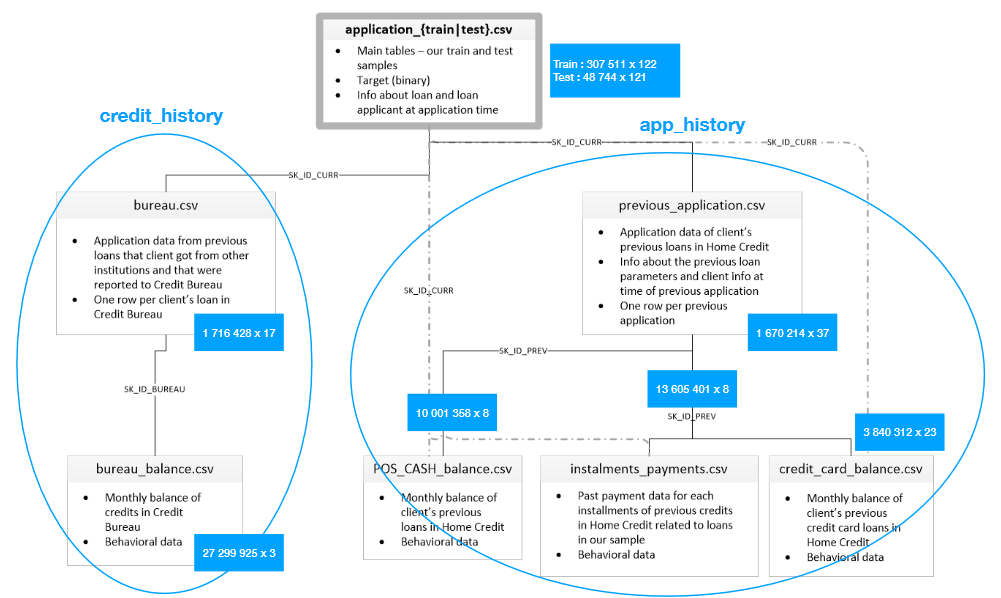 application_{train|test}.csv
• Main tables – our train and test
samples
• Target (binary)
• Info about loan and loan
applicant at application time
Train : 307 511 x 122
Test : 48 744 x 121
credit_history
app_history
SK_ID_CURR
SK_ID_CURR
SK_ID_CURR
bureau.csv
• Application data from previous
loans that client got from other
institutions and that were
reported to Credit Bureau
• One row per client's loan in
Credit Bureau
1 716 428 x 17
previous_application.csv
• Application data of client's
previous loans in Home Credit
• Info about the previous loan
parameters and client info at
time of previous application
• One row per previous
application
1 670 214 x 37
SK_ID_CURR
SK_ID_PREV
SK_ID_BUREAU
13 605 401 x 8
10 001 358 x 8
SK_ID_PREV
3 840 312 x 23
bureau_balance.csv
• Monthly balance of
credits in Credit
Bureau
• Behavioral data
27 299 925 x 3
POS_CASH_balance.csv
• Monthly balance of
client's previous
loans in Home Credit
• Behavioral data
instalments_payments.csv
• Past payment data for each
installments of previous credits
in Home Credit related to loans
in our sample
• Behavioral data
credit_card_balance.csv
• Monthly balance of
client's previous
credit card loans in
Home Credit
• Behavioral data